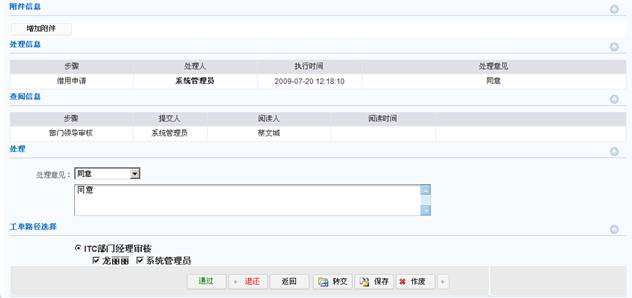 附件信息
增加附件
处理信息
步骤 处理人 执行时间 处理意见
借用申请 系统管理员 2009-07-20 12:18:10 同意
查阅信息
步骤 提交人 阅读人 阅读时间
部门领导审核 系统管理员 蔡文城
处理
处理意见： 同意
同意
工单路径选择
ITC部门经理审核
龙丽丽 系统管理员
通过 + 退还 返回 转交 保存 作废 +